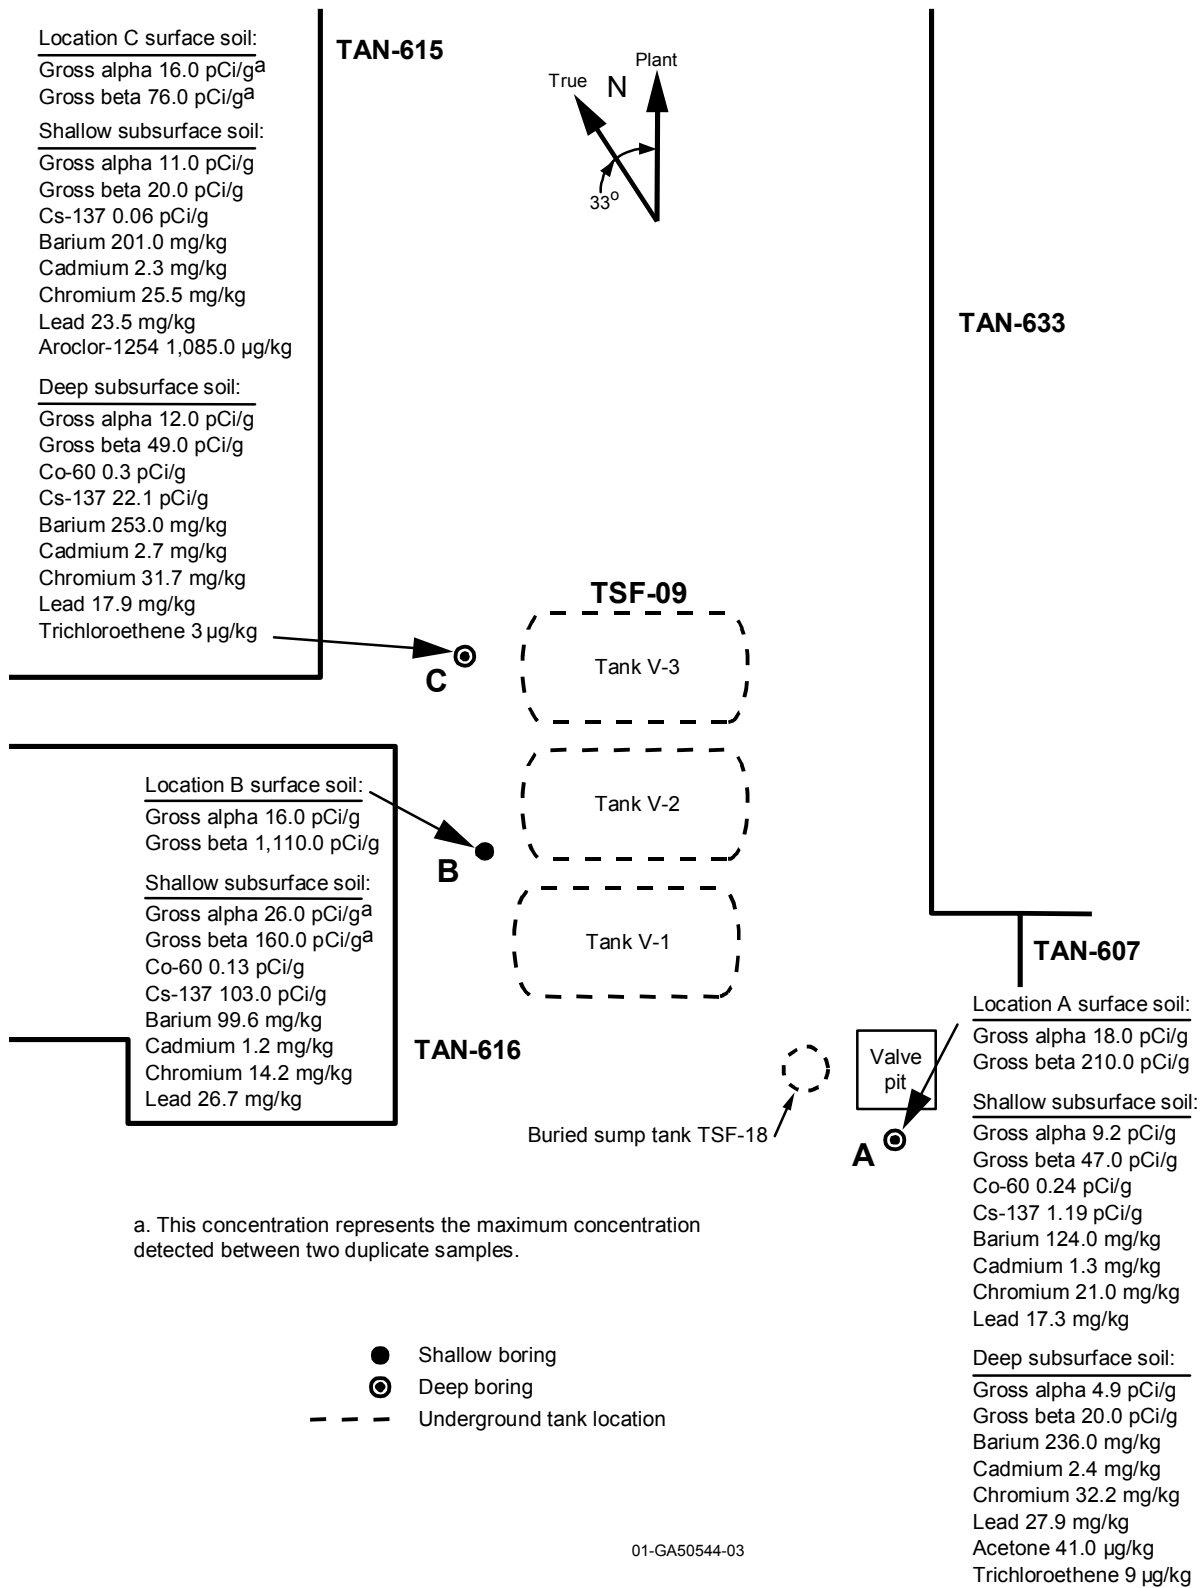 Location C surface soil:
Gross alpha 16.0 pCi/gª
Gross beta 76.0 pCi/gª
Shallow subsurface soil:
Gross alpha 11.0 pCi/g
Gross beta 20.0 pCi/g
Cs-137 0.06 pCi/g
Barium 201.0 mg/kg
Cadmium 2.3 mg/kg
Chromium 25.5 mg/kg
Lead 23.5 mg/kg
Aroclor-1254 1,085.0 µg/kg
Deep subsurface soil:
Gross alpha 12.0 pCi/g
Gross beta 49.0 pCi/g
Co-60 0.3 pCi/g
Cs-137 22.1 pCi/g
Barium 253.0 mg/kg
Cadmium 2.7 mg/kg
Chromium 31.7 mg/kg
Lead 17.9 mg/kg
Trichloroethene 3 µg/kg
TAN-615
Plant
True
N
33º
TAN-633
TSF-09
Tank V-3
C
Tank V-2
B
Tank V-1
Location B surface soil:
Gross alpha 16.0 pCi/g
Gross beta 1,110.0 pCi/g
Shallow subsurface soil:
Gross alpha 26.0 pCi/gª
Gross beta 160.0 pCi/gª
Co-60 0.13 pCi/g
Cs-137 103.0 pCi/g
Barium 99.6 mg/kg
Cadmium 1.2 mg/kg
Chromium 14.2 mg/kg
Lead 26.7 mg/kg
TAN-616
TAN-607
Valve
pit
Buried sump tank TSF-18
A
Location A surface soil:
Gross alpha 18.0 pCi/g
Gross beta 210.0 pCi/g
Shallow subsurface soil:
Gross alpha 9.2 pCi/g
Gross beta 47.0 pCi/g
Co-60 0.24 pCi/g
Cs-137 1.19 pCi/g
Barium 124.0 mg/kg
Cadmium 1.3 mg/kg
Chromium 21.0 mg/kg
Lead 17.3 mg/kg
Deep subsurface soil:
Gross alpha 4.9 pCi/g
Gross beta 20.0 pCi/g
Barium 236.0 mg/kg
Cadmium 2.4 mg/kg
Chromium 32.2 mg/kg
Lead 27.9 mg/kg
Acetone 41.0 µg/kg
Trichloroethene 9 µg/kg
a. This concentration represents the maximum concentration
detected between two duplicate samples.
Shallow boring
Deep boring
Underground tank location
01-GA50544-03